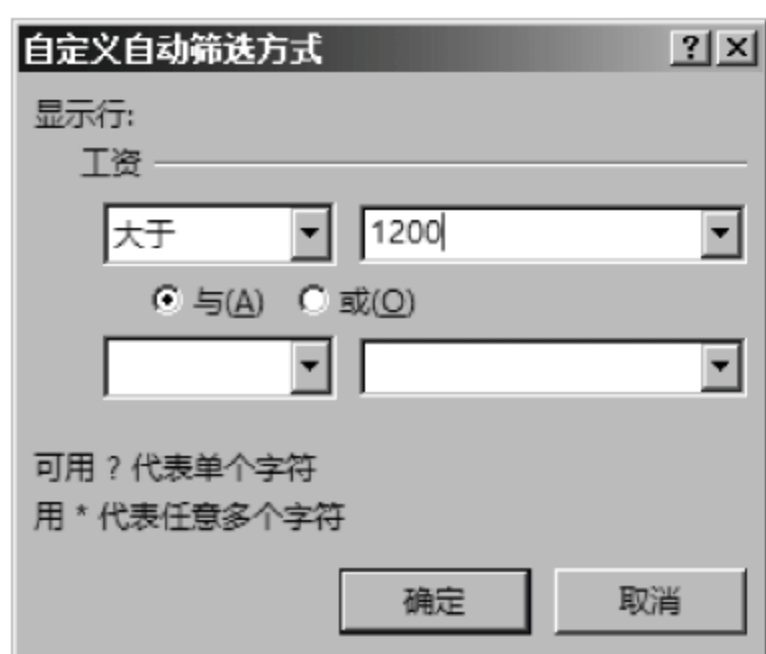 自定义自动筛选方式
显示行:
工资
大于 1200
与(A) 或(O)
可用 ? 代表单个字符
用 * 代表任意多个字符
确定 取消